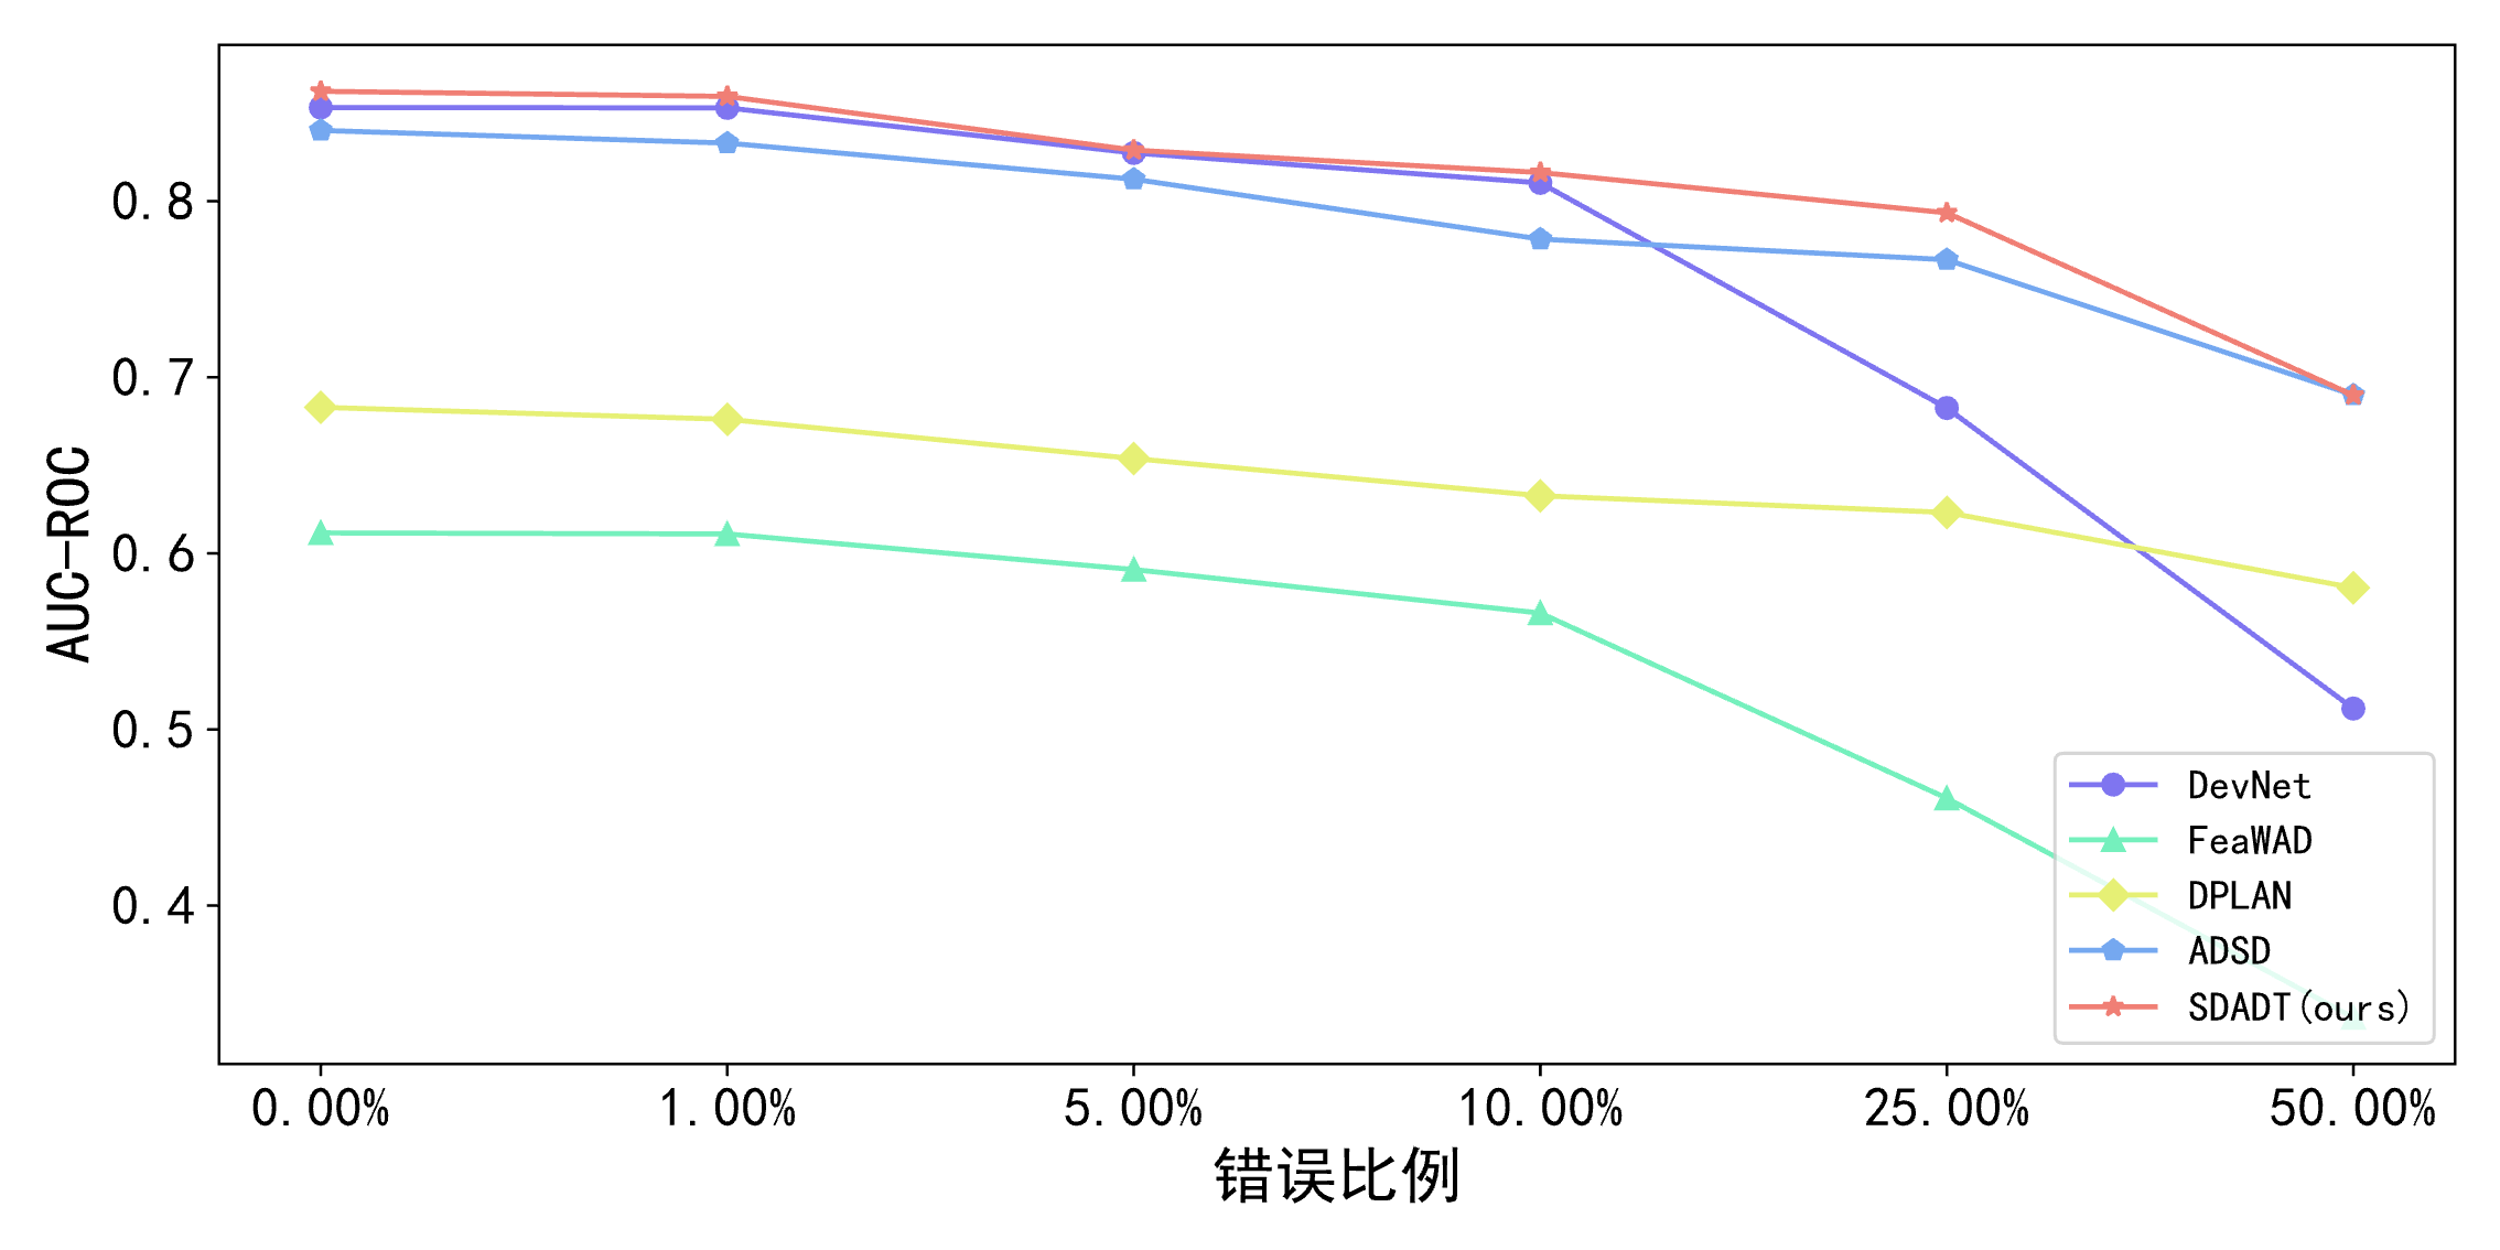 AUC-ROC
0.8
0.7
0.6
0.5
0.4
DevNet
FeaWAD
DPLAN
ADSD
SDADT(ours)
0.00% 1.00% 5.00% 10.00% 25.00% 50.00%
错误比例